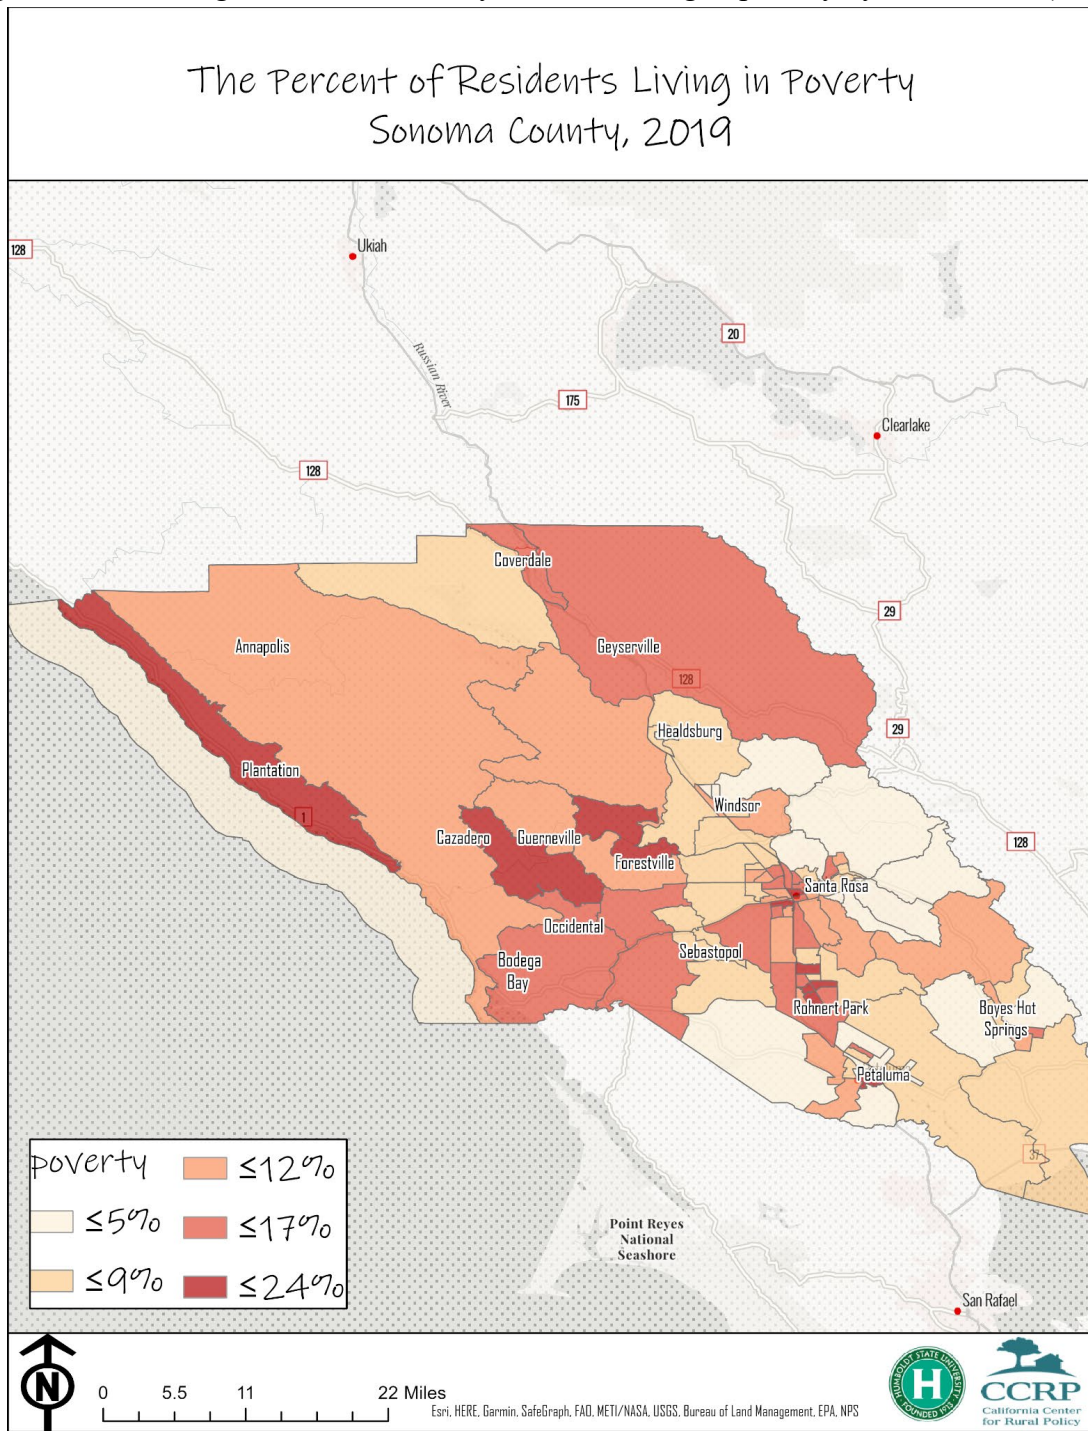 The Percent of Residents Living in Poverty
Sonoma County, 2019
128
Ukiah
Russian River
20
175
Clearlake
128
Coverdale
29
Annapolis
Geyserville
128
29
Healdsburg
Plantation
1
Windsor
Cazadero
Guerneville
128
Forestville
Santa Rosa
Occidental
Sebastopol
Bodega
Bay
Rohnert Park
Boyes Hot
Springs
Petaluma
37
poverty
≤5%
≤9%
≤12%
≤17%
≤24%
Point Reyes
National
Seashore
San Rafael
N
0 5.5 11 22 Miles
Esri, HERE, Garmin, SafeGraph, FAO, METI/NASA, USGS, Bureau of Land Management, EPA, NPS
HUMBOLDT STATE UNIVERSITY
H
FOUNDED 1913
CCRP
California Center
for Rural Policy